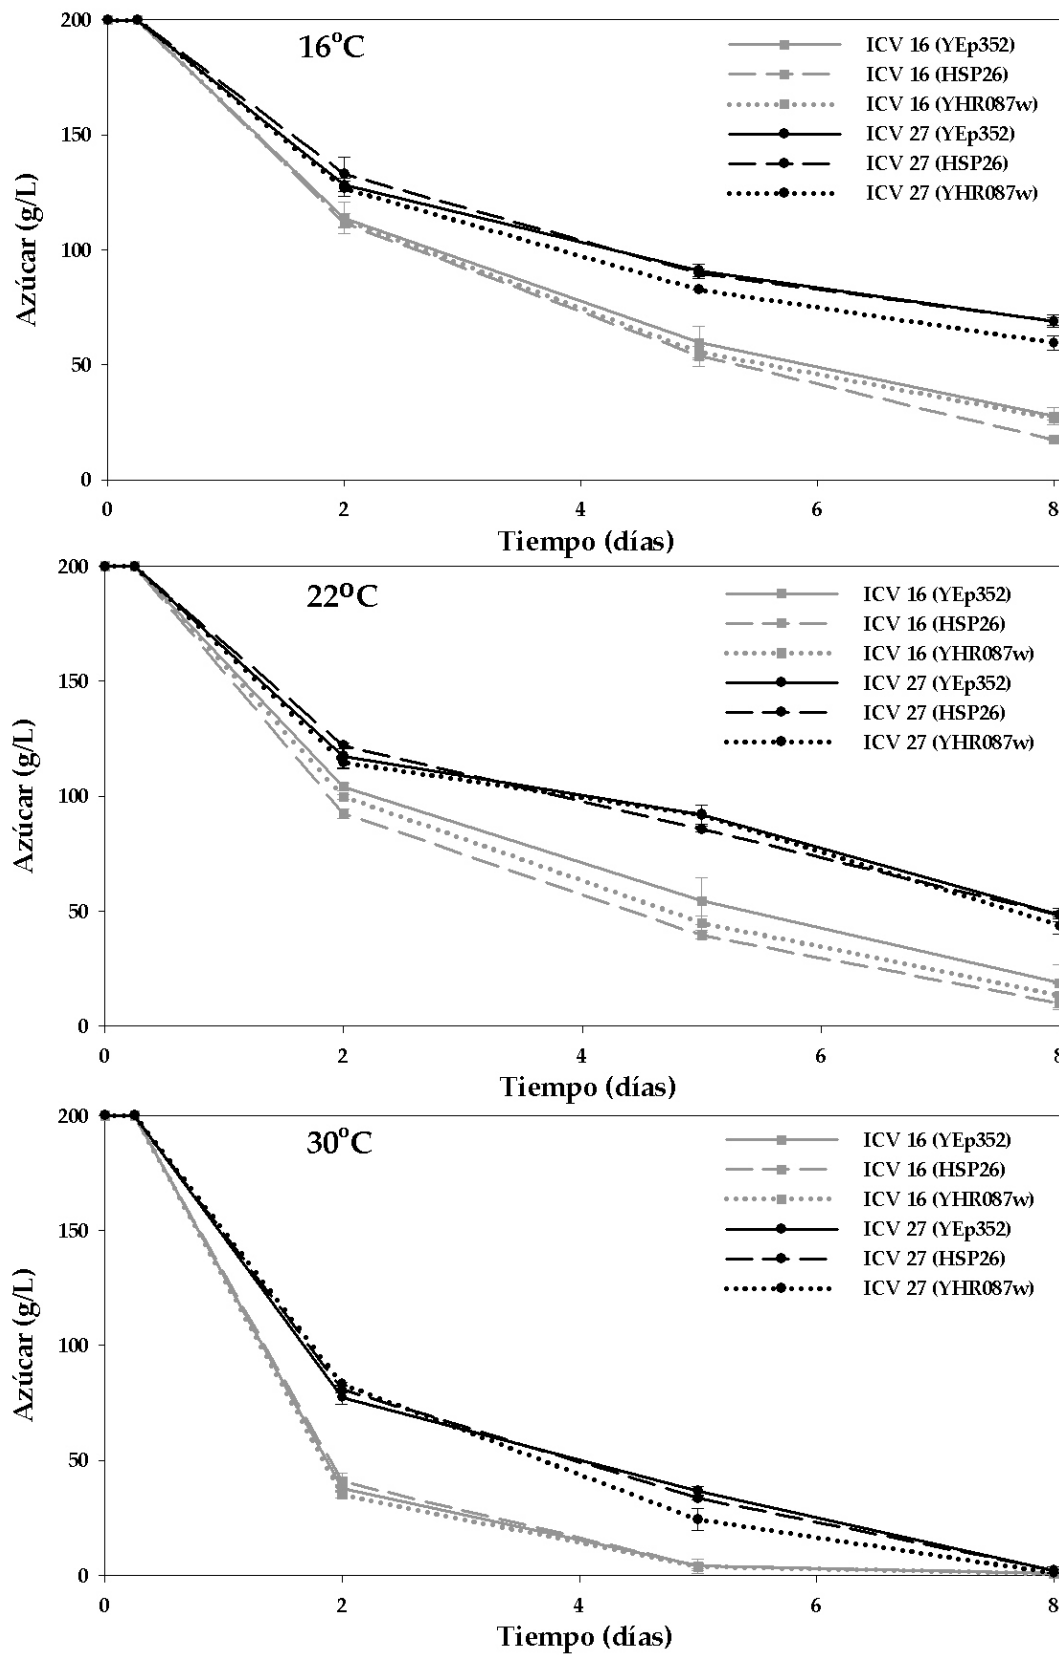 16ºC
ICV 16 (YEp352)
ICV 16 (HSP26)
ICV 16 (YHR087w)
ICV 27 (YEp352)
ICV 27 (HSP26)
ICV 27 (YHR087w)
Azúcar (g/L)
200
150
100
50
0
0 2 4 6 8
Tiempo (días)
22ºC
ICV 16 (YEp352)
ICV 16 (HSP26)
ICV 16 (YHR087w)
ICV 27 (YEp352)
ICV 27 (HSP26)
ICV 27 (YHR087w)
Azúcar (g/L)
200
150
100
50
0
0 2 4 6 8
Tiempo (días)
30ºC
ICV 16 (YEp352)
ICV 16 (HSP26)
ICV 16 (YHR087w)
ICV 27 (YEp352)
ICV 27 (HSP26)
ICV 27 (YHR087w)
Azúcar (g/L)
200
150
100
50
0
0 2 4 6 8
Tiempo (días)